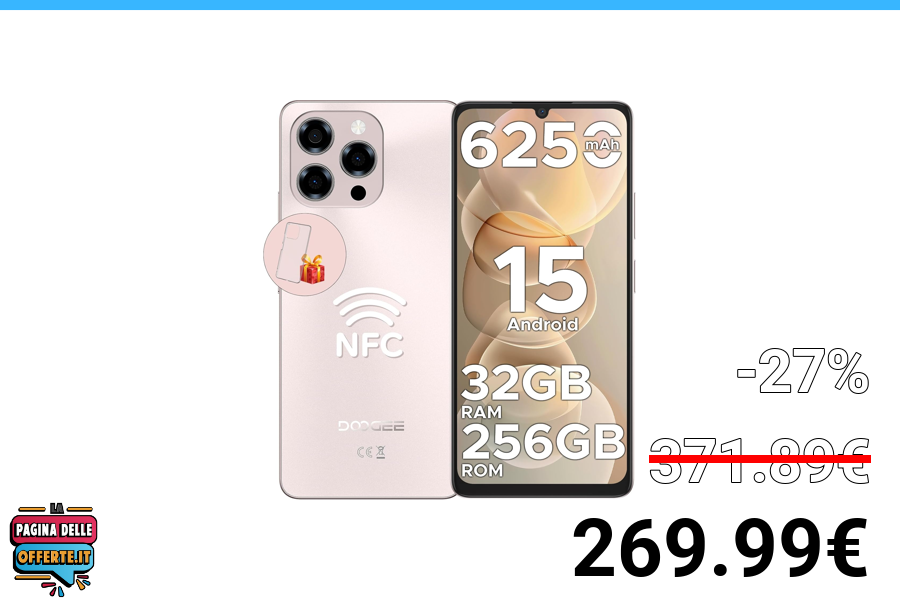 6250
mAh
15
Android
32GB
RAM
256GB
ROM
NFC
DOOGEE
CE
-27%
371.89€
269.99€
LA
PAGINA DELLE
OFFERTE.IT